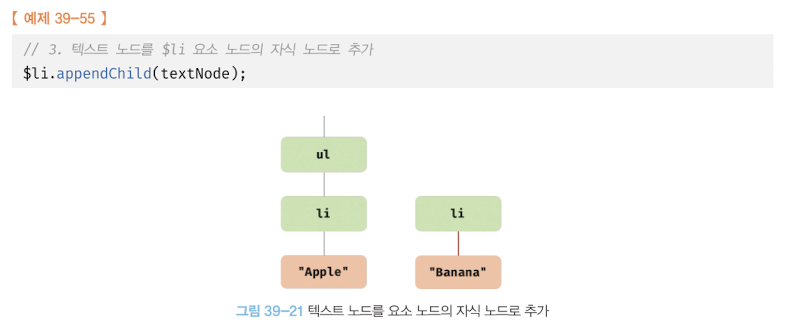 【 예제 39-55 】
// 3. 텍스트 노드를 $li 요소 노드의 자식 노드로 추가
$li.appendChild(textNode);
ul
li li
"Apple" "Banana"
그림 39-21 텍스트 노드를 요소 노드의 자식 노드로 추가